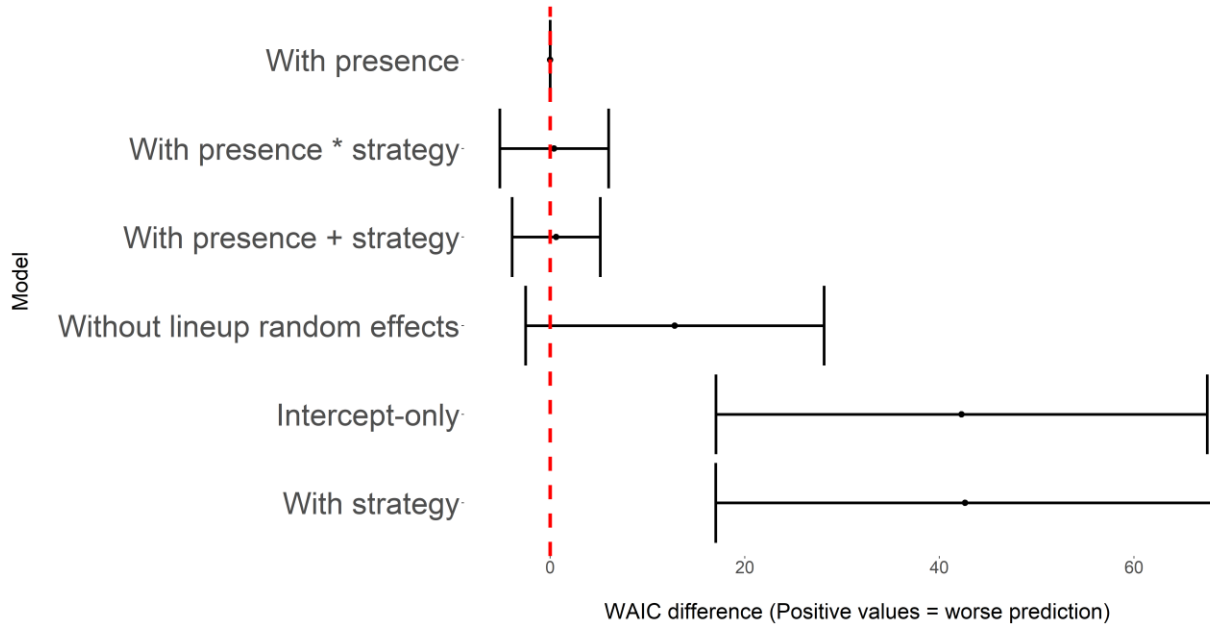 With presence
With presence * strategy
With presence + strategy
Without lineup random effects
Intercept-only
With strategy
Model
0 20 40 60
WAIC difference (Positive values = worse prediction)